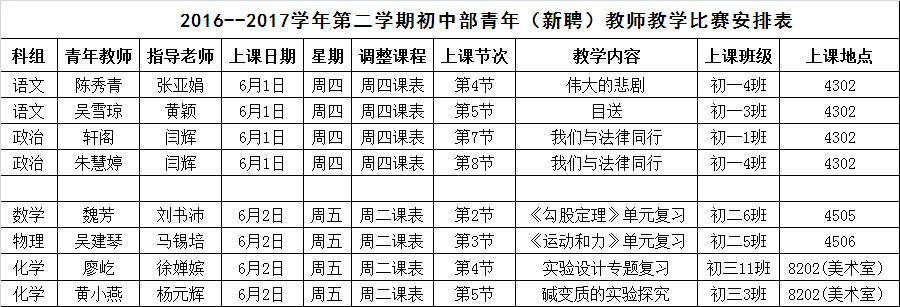 2016--2017学年第二学期初中部青年（新聘）教师教学比赛安排表
科组 青年教师 指导老师 上课日期 星期 调整课程 上课节次 教学内容 上课班级 上课地点
语文 陈秀青 张亚娟 6月1日 周四 周四课表 第4节 伟大的悲剧 初一4班 4302
语文 吴雪琼 黄颖 6月1日 周四 周四课表 第5节 目送 初一3班 4302
政治 轩阁 闫辉 6月1日 周四 周四课表 第7节 我们与法律同行 初一1班 4302
政治 朱慧婷 闫辉 6月1日 周四 周四课表 第8节 我们与法律同行 初一4班 4302
数学 魏芳 刘书沛 6月2日 周五 周二课表 第2节 《勾股定理》单元复习 初二6班 4505
物理 吴建琴 马锡培 6月2日 周五 周二课表 第3节 《运动和力》单元复习 初二5班 4506
化学 廖屹 徐婵嫔 6月2日 周五 周二课表 第4节 实验设计专题复习 初三11班 8202(美术室）
化学 黄小燕 杨元辉 6月2日 周五 周二课表 第5节 碱变质的实验探究 初三3班 8202(美术室）